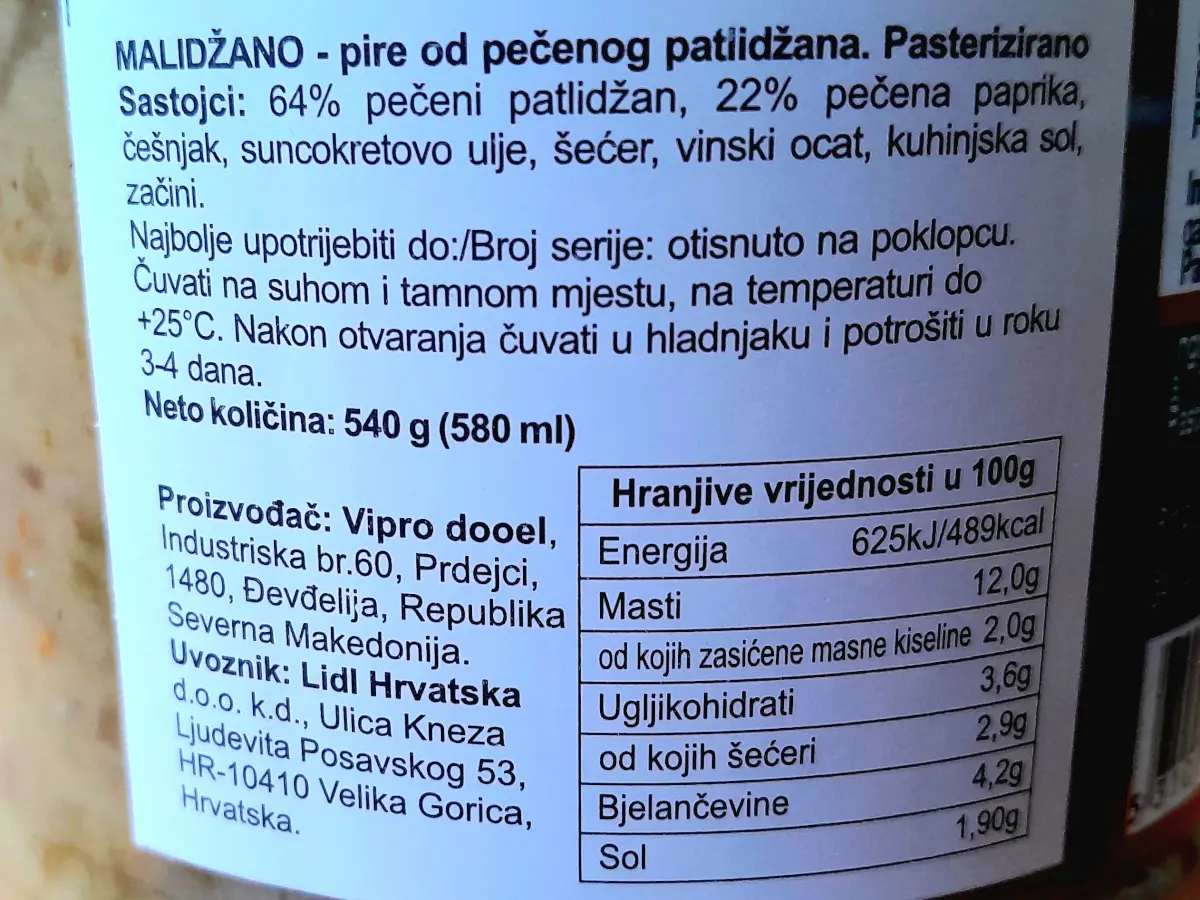 MALIDŽANO - pire od pečenog patlidžana. Pasterizirano
Sastojci: 64% pečeni patlidžan, 22% pečena paprika,
češnjak, suncokretovo ulje, šećer, vinski ocat, kuhinjska sol,
začini.
Najbolje upotrijebiti do:/Broj serije: otisnuto na poklopcu.
Čuvati na suhom i tamnom mjestu, na temperaturi do
+25°C. Nakon otvaranja čuvati u hladnjaku i potrošiti u roku
3-4 dana.
Neto količina: 540 g (580 ml)
Proizvođač: Vipro dooel,
Industriska br.60, Prdejci,
1480, Đevđelija, Republika
Severna Makedonija.
Uvoznik: Lidl Hrvatska
d.o.o. k.d., Ulica Kneza
Ljudevita Posavskog 53,
HR-10410 Velika Gorica,
Hrvatska.
Hranjive vrijednosti u 100g
Energija 625kJ/489kcal
Masti 12,0g
od kojih zasićene masne kiseline 2,0g
Ugljikohidrati 3,6g
od kojih šećeri 2,9g
Bjelančevine 4,2g
Sol 1,90g